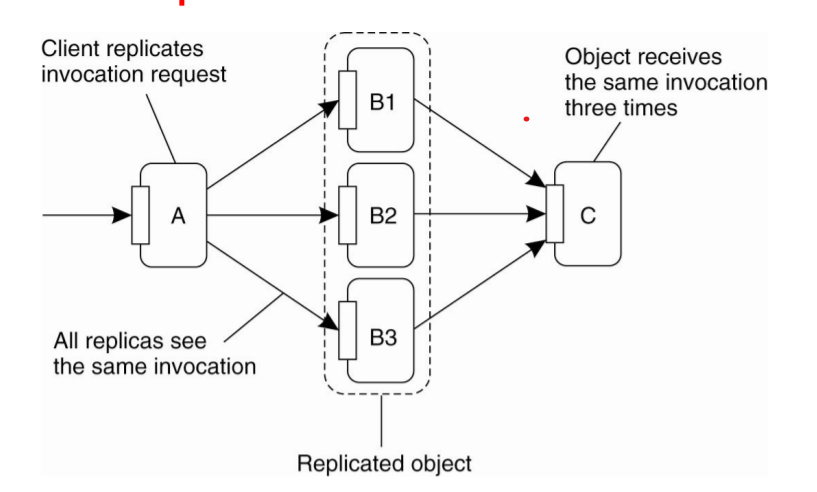 Client replicates
invocation request
Object receives
the same invocation
three times
B1
A
B2
C
B3
All replicas see
the same invocation
Replicated object